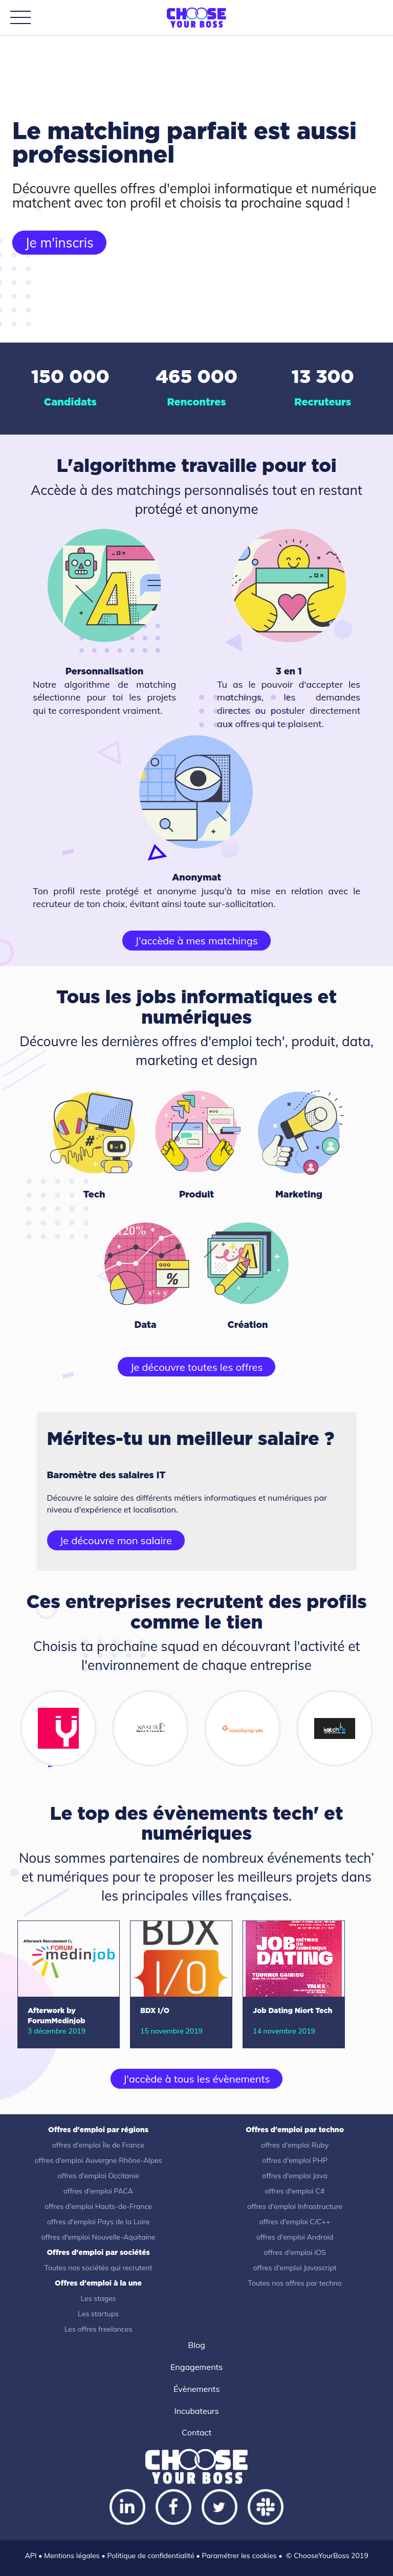 CHOOSE
YOUR BOSS
Le matching parfait est aussi
professionnel
Découvre quelles offres d'emploi informatique et numérique
matchent avec ton profil et choisis ta prochaine squad !
Je m'inscris
150 000
465 000
13 300
Candidats
Rencontres
Recruteurs
L'algorithme travaille pour toi
Accède à des matchings personnalisés tout en restant
protégé et anonyme
A
Personnalisation
Notre algorithme de matching
sélectionne pour toi les projets
qui te correspondent vraiment.
3 en 1
Tu as le pouvoir d'accepter les
matchings, les demandes
directes ou postuler directement
aux offres qui te plaisent.
Anonymat
Ton profil reste protégé et anonyme jusqu'à ta mise en relation avec le
recruteur de ton choix, évitant ainsi toute sur-sollicitation.
J'accède à mes matchings
Tous les jobs informatiques et
numériques
Découvre les dernières offres d'emploi tech', produit, data,
marketing et design
#
Tech
Produit
Marketing
120%
%
x²+y
Data
Création
Je découvre toutes les offres
Mérites-tu un meilleur salaire ?
Baromètre des salaires IT
Découvre le salaire des différents métiers informatiques et numériques par
niveau d'expérience et localisation.
Je découvre mon salaire
Ces entreprises recrutent des profils
comme le tien
Choisis ta prochaine squad en découvrant l'activité et
l'environnement de chaque entreprise
Le top des évènements tech' et
numériques
Nous sommes partenaires de nombreux événements tech'
et numériques pour te proposer les meilleurs projets dans
les principales villes françaises.
Afterwork Recrutement by
FORUM
medinjob
BDX
I/O
JOB MÉTIERS DU NUMÉRIQUE
DATING
TOURNOI GAMING
TALKS
Afterwork by
ForumMedinjob
3 décembre 2019
BDX I/O
15 novembre 2019
Job Dating Niort Tech
14 novembre 2019
J'accède à tous les évènements
Offres d'emploi par régions
offres d'emploi Île de France
offres d'emploi Auvergne Rhône-Alpes
offres d'emploi Occitanie
offres d'emploi PACA
offres d'emploi Hauts-de-France
offres d'emploi Pays de la Loire
offres d'emploi Nouvelle-Aquitaine
Offres d'emploi par sociétés
Toutes nos sociétés qui recrutent
Offres d'emploi à la une
Les stages
Les startups
Les offres freelances
Offres d'emploi par techno
offres d'emploi Ruby
offres d'emploi PHP
offres d'emploi Java
offres d'emploi C#
offres d'emploi Infrastructure
offres d'emploi C/C++
offres d'emploi Android
offres d'emploi iOS
offres d'emploi Javascript
Toutes nos offres par techno
Blog
Engagements
Évènements
Incubateurs
Contact
CHOOSE
YOUR BOSS
in
f
API • Mentions légales • Politique de confidentialité • Paramétrer les cookies • © ChooseYourBoss 2019